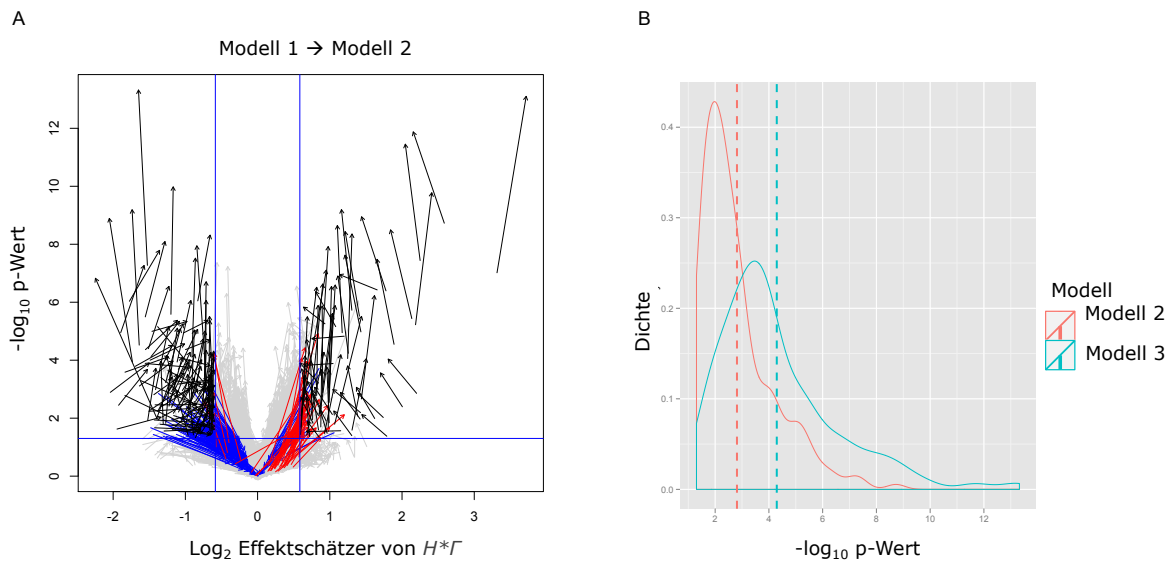 A
Modell 1 → Modell 2
-log10 p-Wert
12
10
8
6
4
2
0
-2 -1 0 1 2 3
Log2 Effektschätzer von H*Γ
B
Dichte
0.4
0.3
0.2
0.1
0.0
2 4 6 8 10 12
-log10 p-Wert
Modell
Modell 2
Modell 3